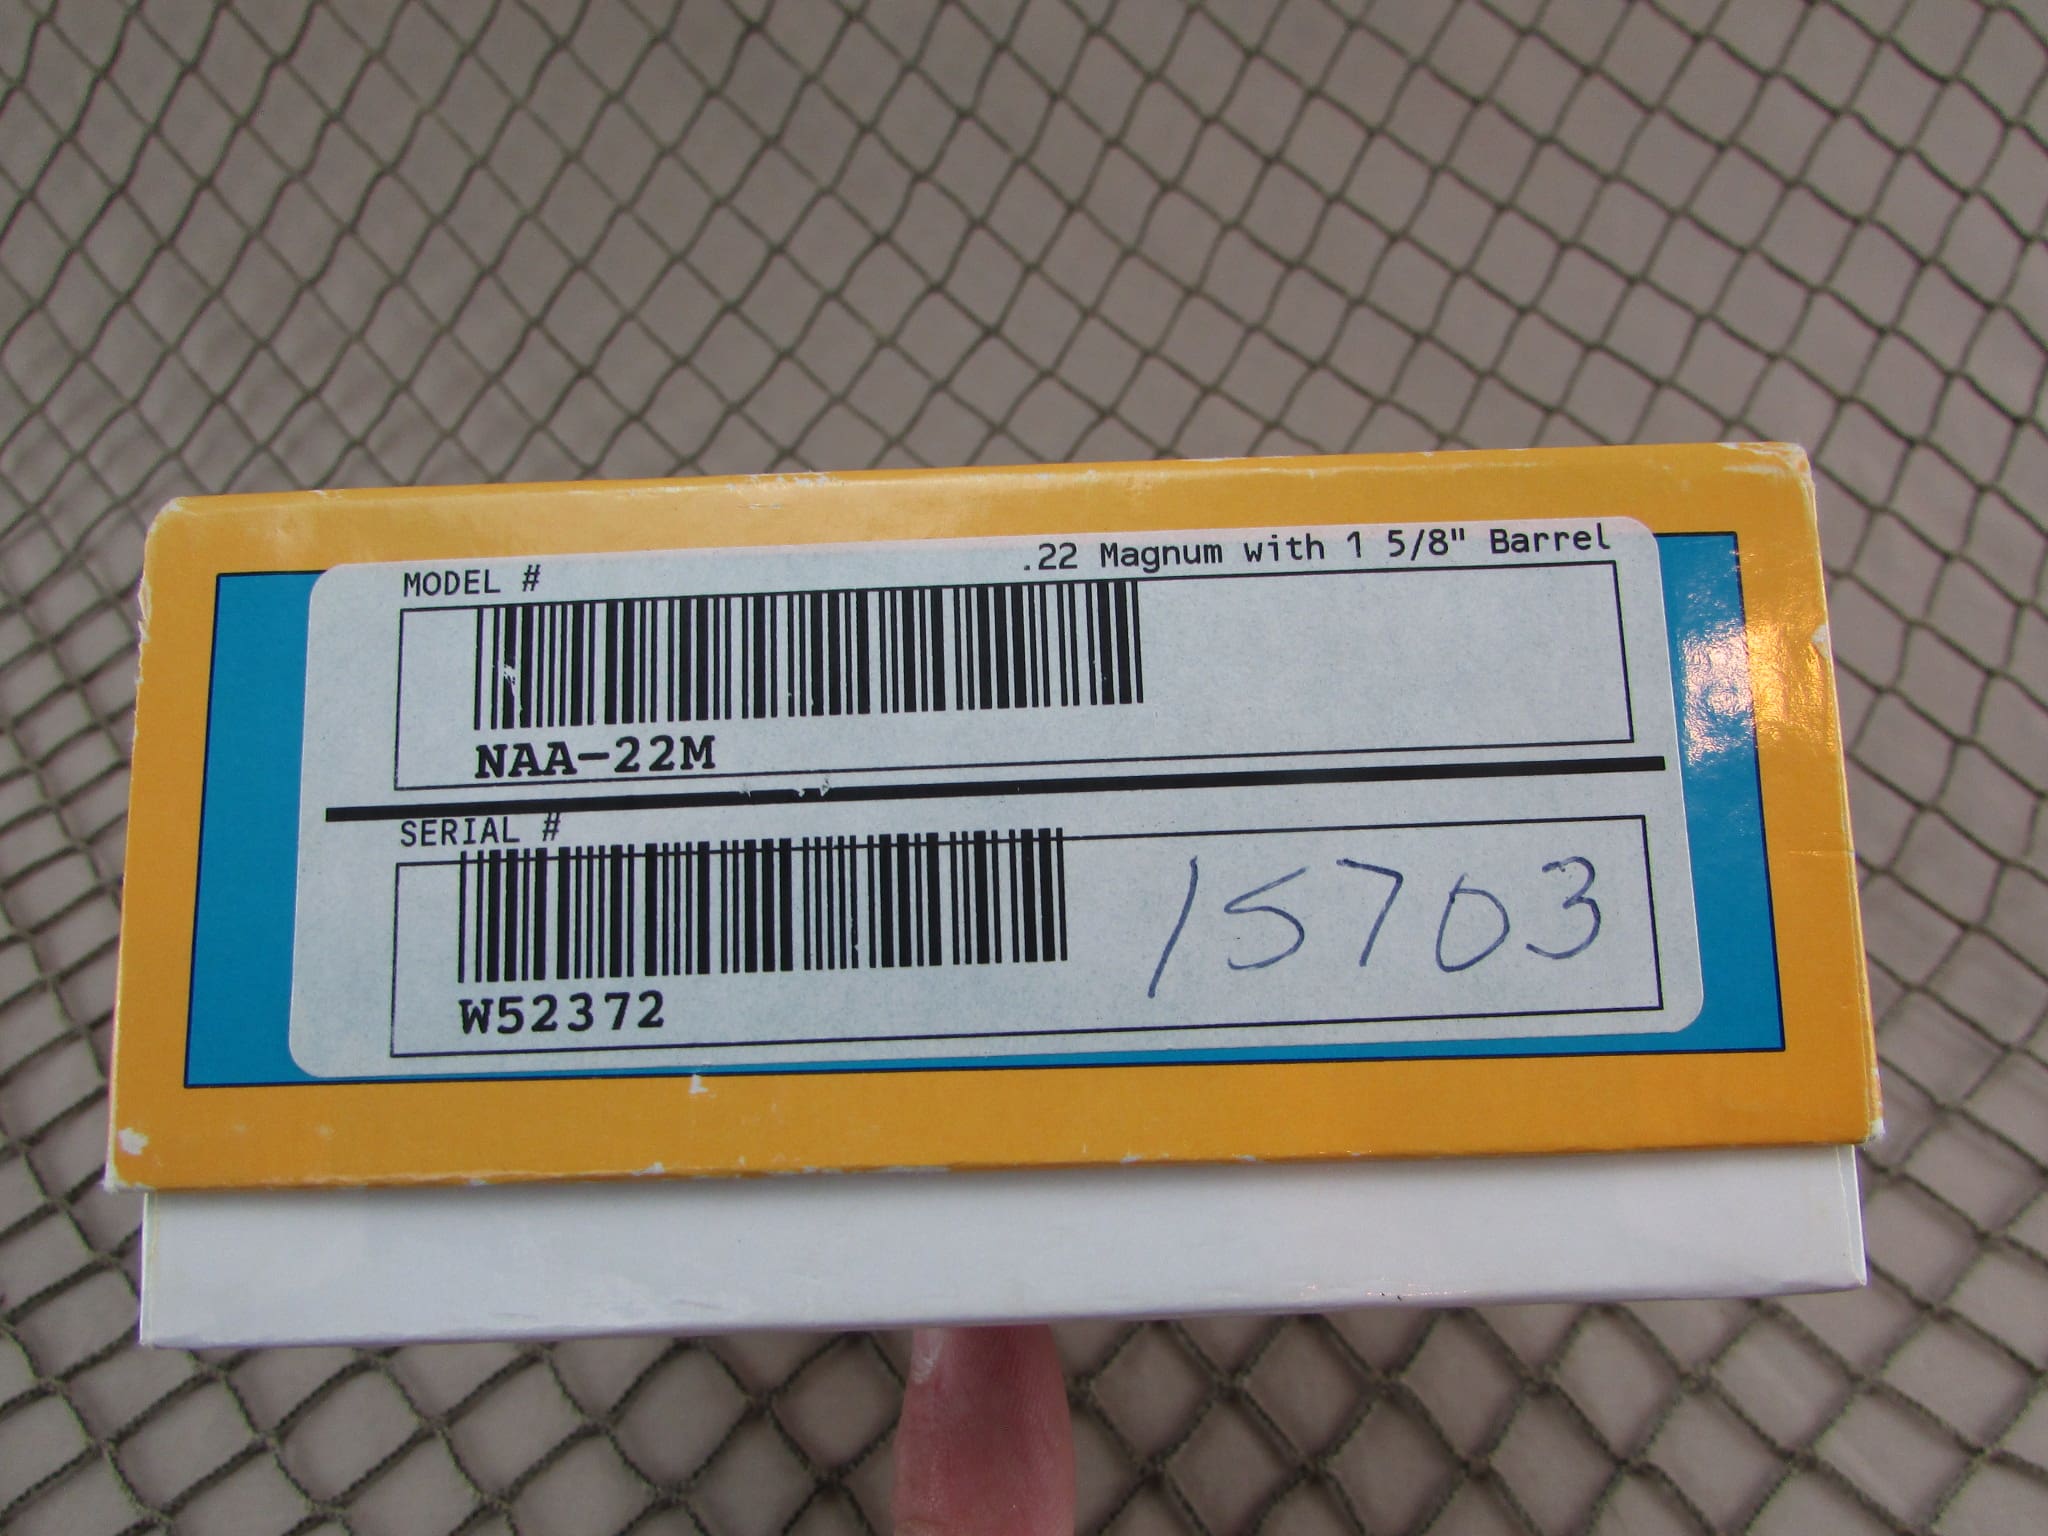 MODEL # .22 Magnum with 1 5/8" Barrel
NAA-22M
SERIAL #
15703
W52372